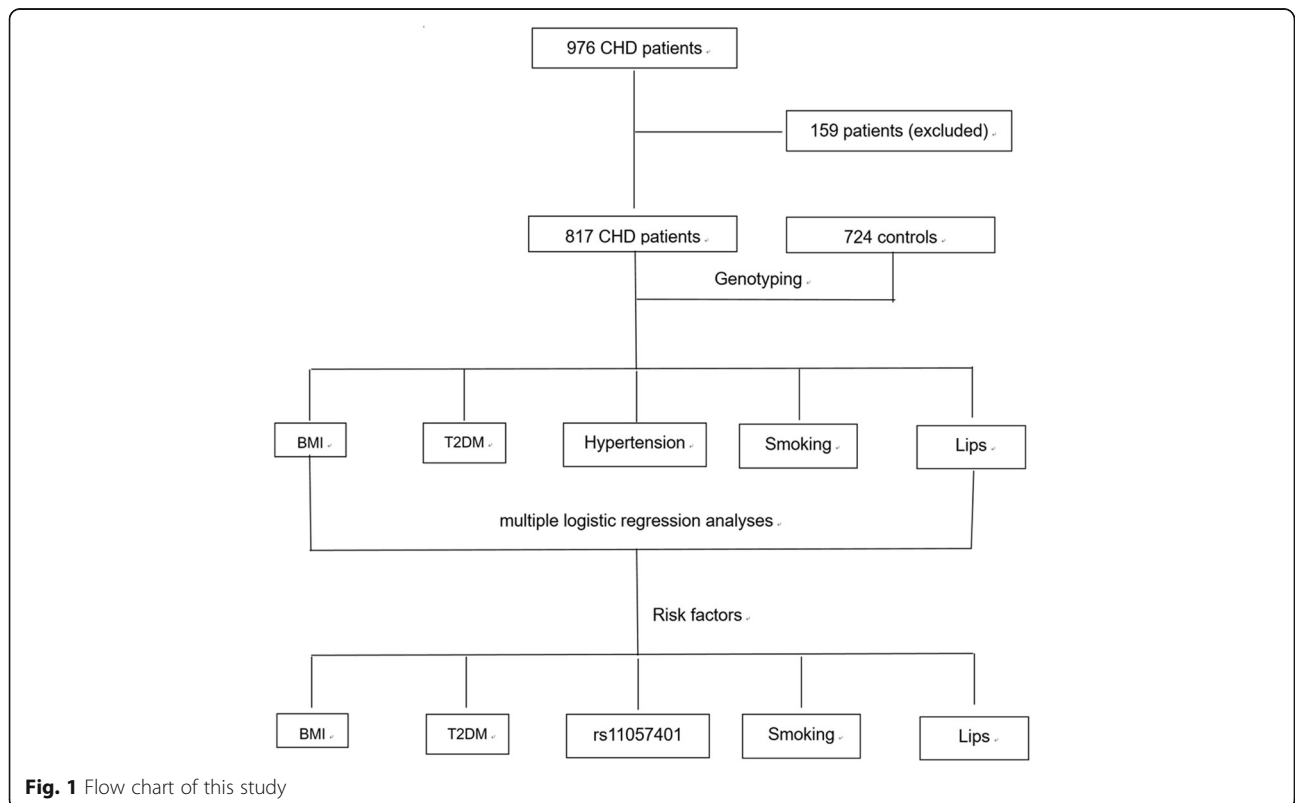 976 CHD patients
159 patients (excluded)
817 CHD patients
724 controls
Genotyping
BMI
T2DM
Hypertension
Smoking
Lips
multiple logistic regression analyses
Risk factors
BMI
T2DM
rs11057401
Smoking
Lips
Fig. 1 Flow chart of this study